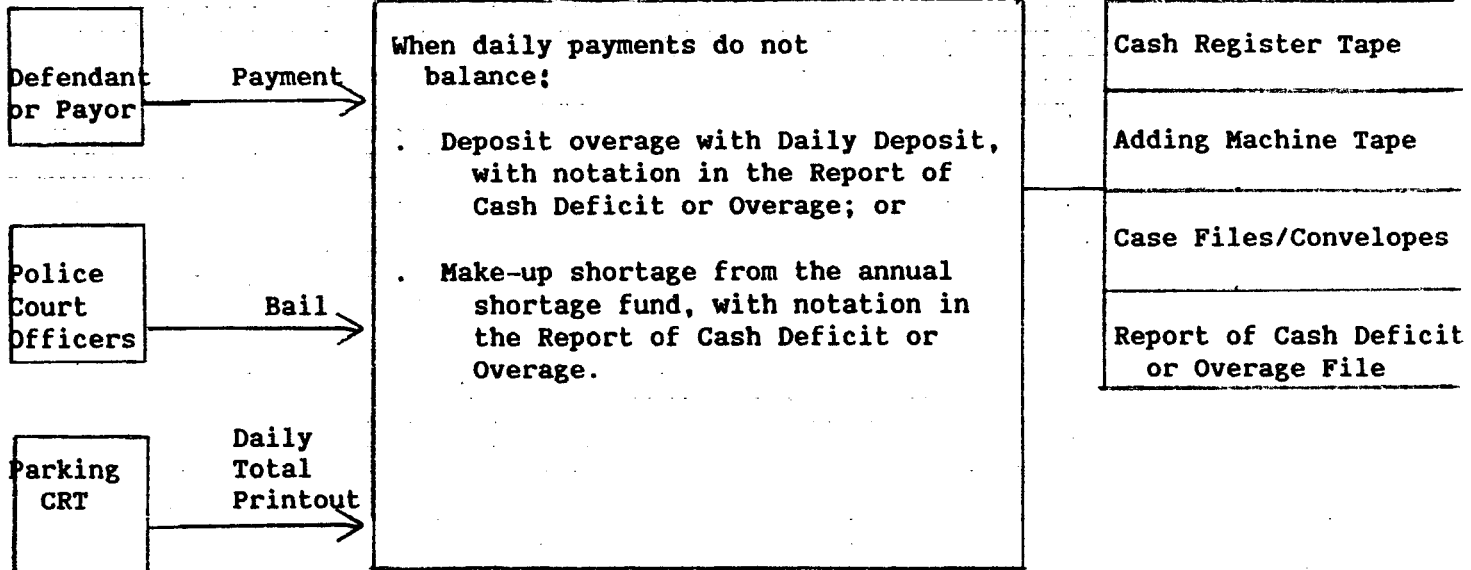 Defendant
or Payor
Payment
Police
Court
Officers
Bail
Parking
CRT
Daily
Total
Printout
When daily payments do not
balance:
. Deposit overage with Daily Deposit,
with notation in the Report of
Cash Deficit or Overage; or
. Make-up shortage from the annual
shortage fund, with notation in
the Report of Cash Deficit or
Overage.
Cash Register Tape
Adding Machine Tape
Case Files/Convelopes
Report of Cash Deficit
or Overage File